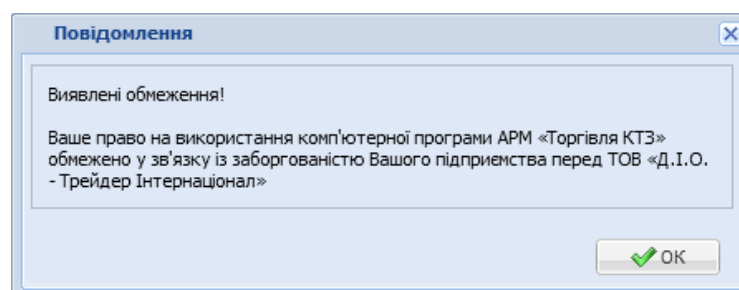 Повідомлення
Виявлені обмеження!
Ваше право на використання комп'ютерної програми АРМ «Торгівля КТЗ»
обмежено у зв'язку із заборгованістю Вашого підприємства перед ТОВ «Д.І.О.
- Трейдер Інтернаціонал»
ОК